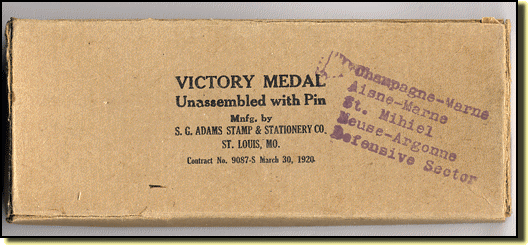 VICTORY MEDAL
Unassembled with Pin
Mnfg. by
S. G. ADAMS STAMP & STATIONERY CO.
ST. LOUIS, MO.
Contract No. 9087-S March 30, 1920
Champagne-Marne
Aisne-Marne
St. Mihiel
Meuse-Argonne
Defensive Sector